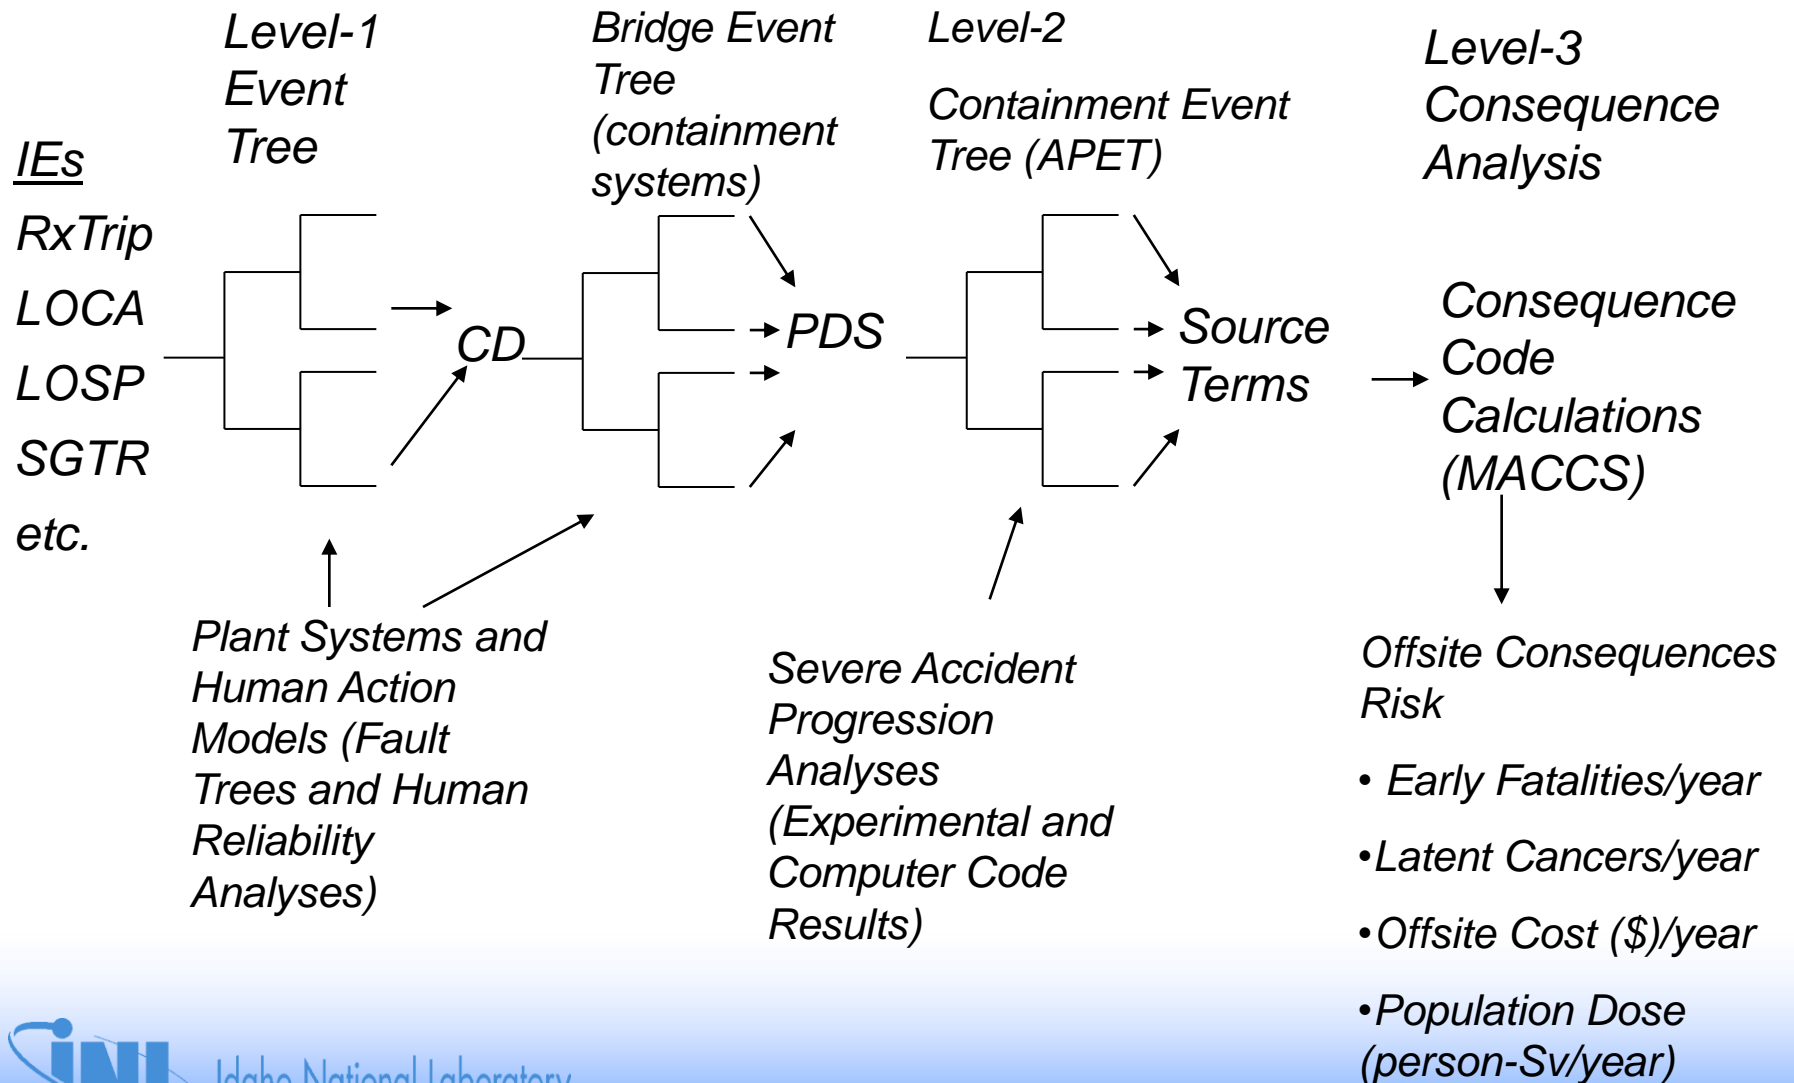 Level-1
Event
Tree
Bridge Event
Tree
(containment
systems)
Level-2
Containment Event
Tree (APET)
Level-3
Consequence
Analysis
IEs
RxTrip
LOCA
LOSP
SGTR
etc.
CD
PDS
Source
Terms
Consequence
Code
Calculations
(MACCS)
Plant Systems and
Human Action
Models (Fault
Trees and Human
Reliability
Analyses)
Severe Accident
Progression
Analyses
(Experimental and
Computer Code
Results)
Offsite Consequences
Risk
• Early Fatalities/year
•Latent Cancers/year
•Offsite Cost ($)/year
•Population Dose
(person-Sv/year)
INL
Idaho National Laboratory